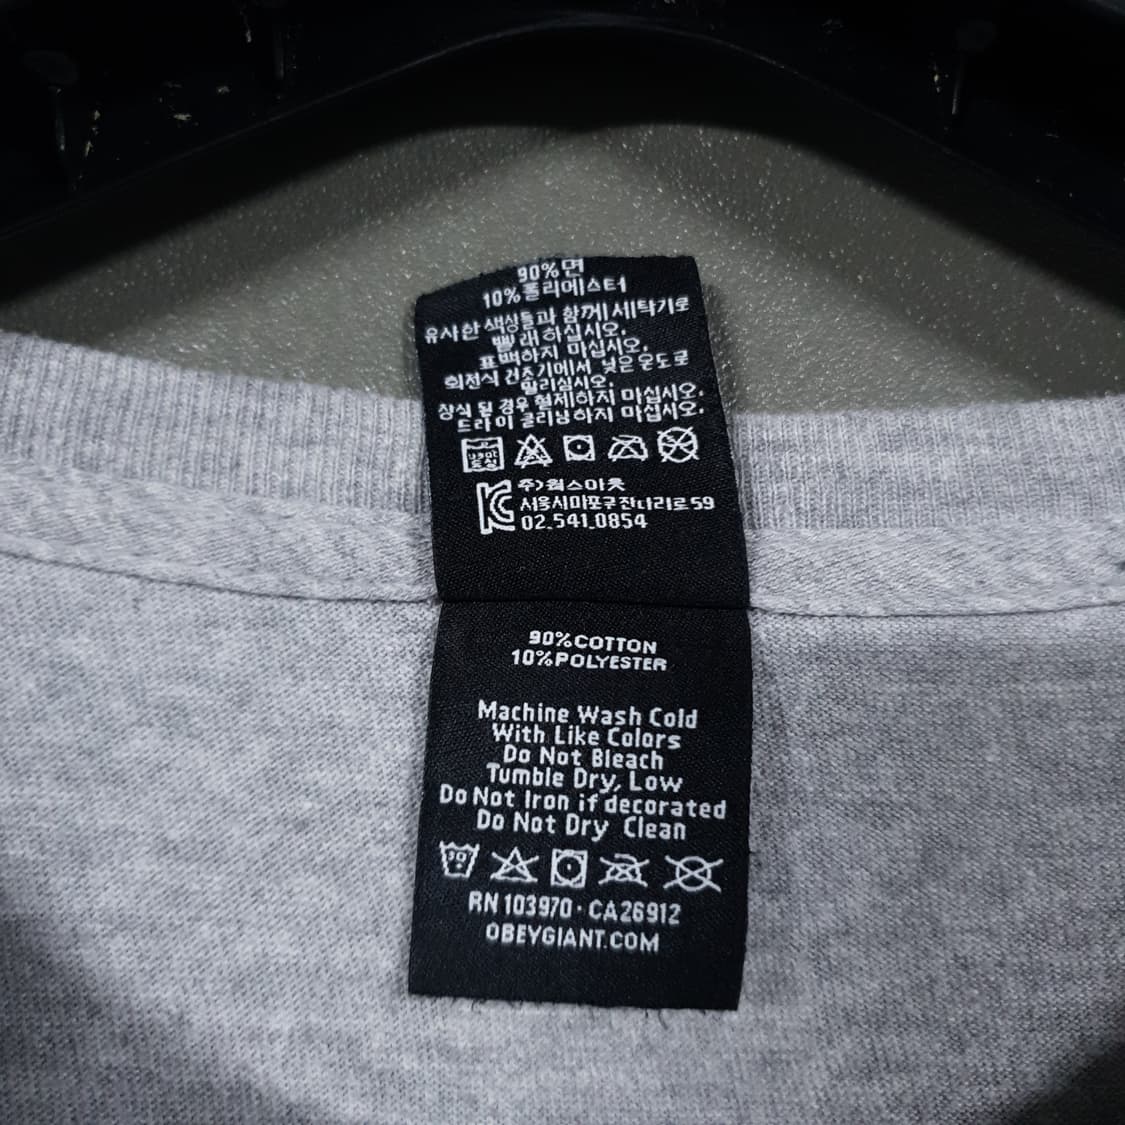 90%면
10%폴리에스터
유사한 색상들과 함께 세탁기로
빨래하십시오.
표백하지 마십시오.
회전식 건조기에서 낮은 온도로
말리십시오.
장식 된 경우 혈제하지 마십시오.
드라이 클리닝하지 마십시오.
주)웍스아웃
서울시마포구잔다리로59
02.541.0854
90%COTTON
10%POLYESTER
Machine Wash Cold
With Like Colors
Do Not Bleach
Tumble Dry, Low
Do Not Iron if decorated
Do Not Dry Clean
30
RN 103970 · CA26912
OBEYGIANT.COM